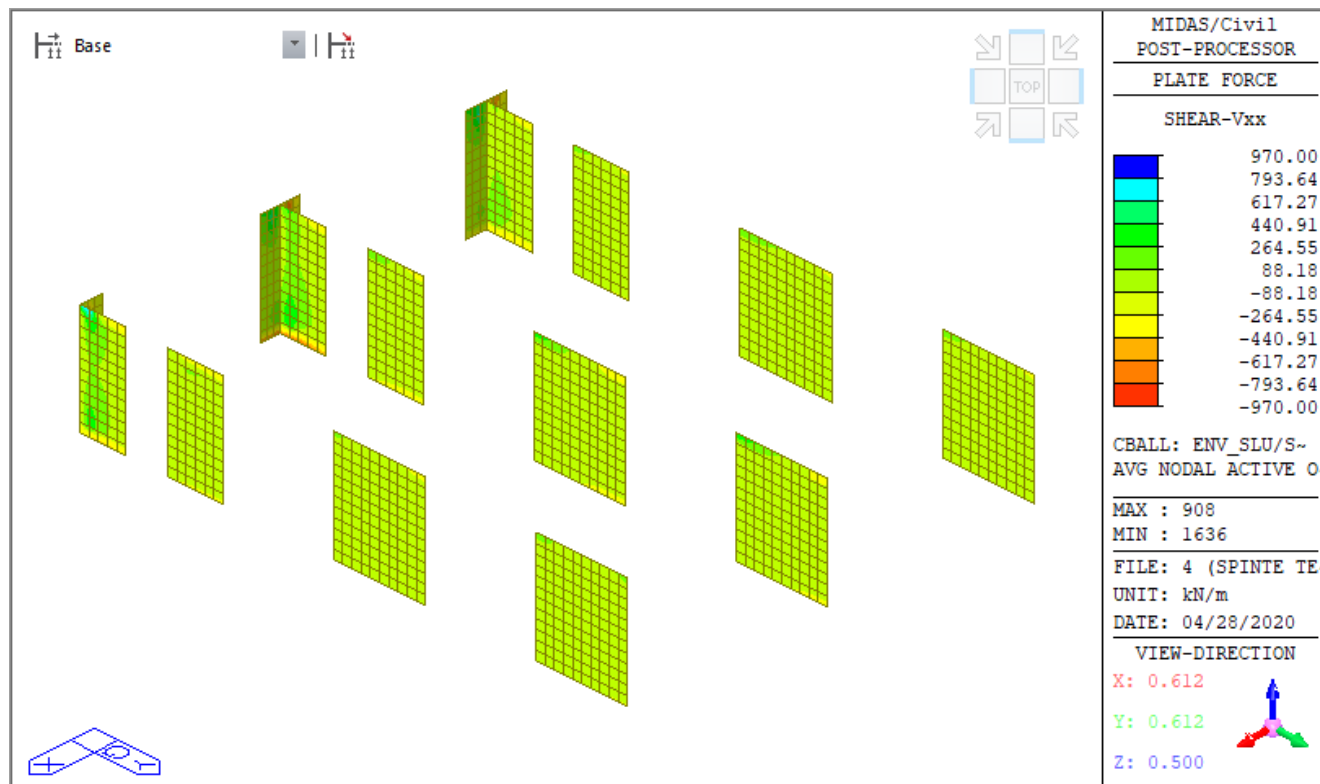 Base
TOP
MIDAS/Civil
POST-PROCESSOR
PLATE FORCE
SHEAR-Vxx
970.00
793.64
617.27
440.91
264.55
88.18
-88.18
-264.55
-440.91
-617.27
-793.64
-970.00
CBALL: ENV_SLU/S~
AVG NODAL ACTIVE O
MAX : 908
MIN : 1636
FILE: 4 (SPINTE TE
UNIT: kN/m
DATE: 04/28/2020
VIEW-DIRECTION
X: 0.612
Y: 0.612
Z: 0.500